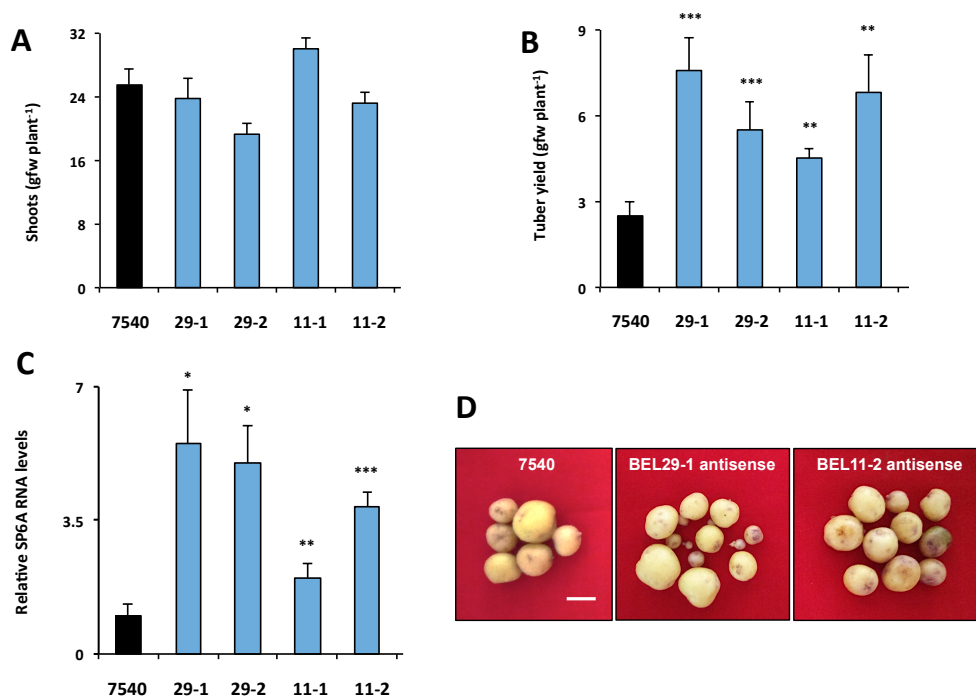 A
Shoots (gfw plant⁻¹)
32
24
16
8
0
7540 29-1 29-2 11-1 11-2
B
Tuber yield (gfw plant⁻¹)
9
6
3
0
*** *** ** **
7540 29-1 29-2 11-1 11-2
C
Relative SP6A RNA levels
7
3.5
0
* * ** ***
7540 29-1 29-2 11-1 11-2
D
7540
BEL29-1 antisense
BEL11-2 antisense